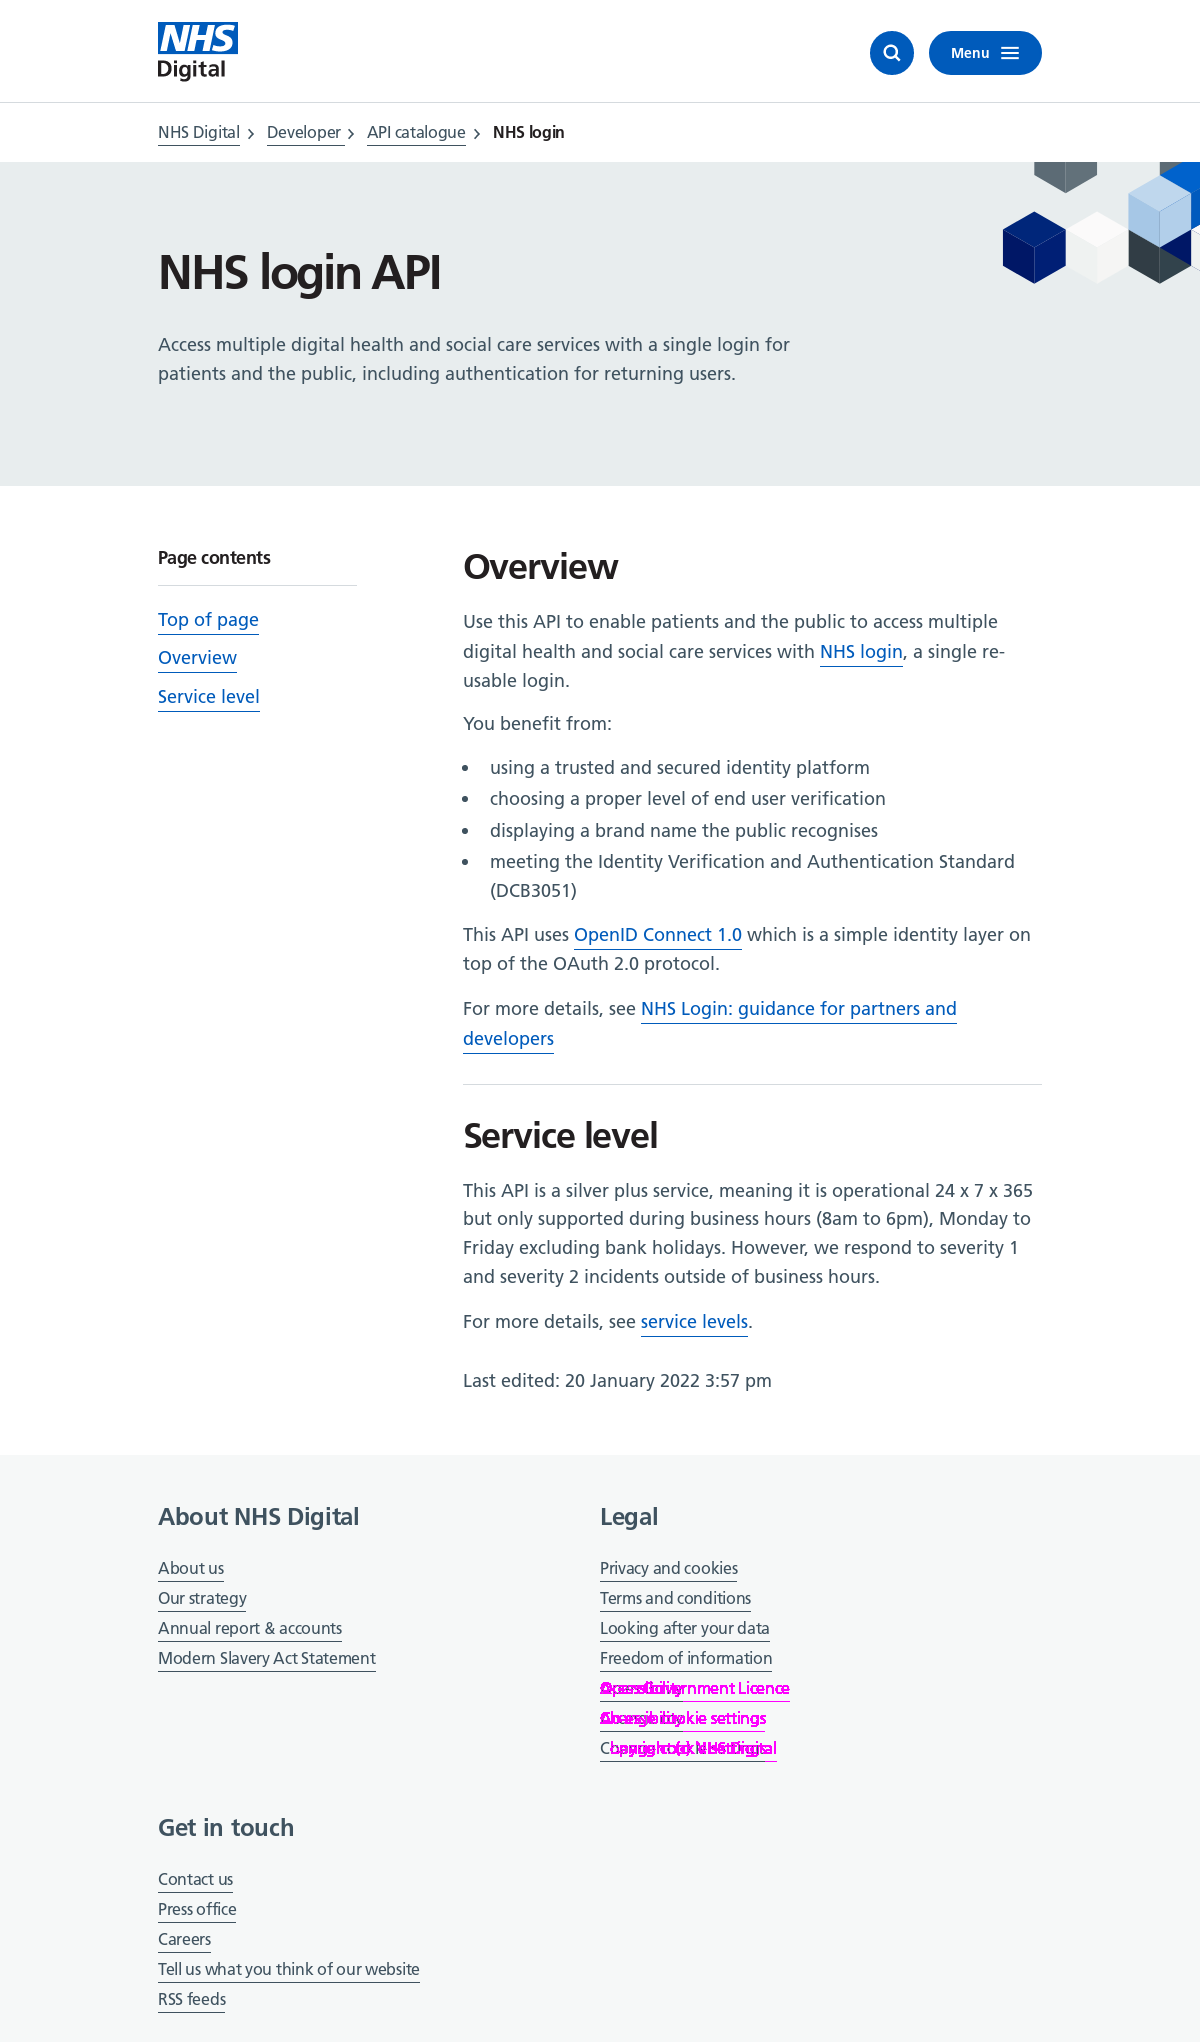 NHS
Digital
Menu
NHS Digital
Developer
API catalogue
NHS login
NHS login API
Access multiple digital health and social care services with a single login for
patients and the public, including authentication for returning users.
Page contents
Top of page
Overview
Service level
Overview
Use this API to enable patients and the public to access multiple
digital health and social care services with NHS login, a single re-
usable login.
You benefit from:
using a trusted and secured identity platform
choosing a proper level of end user verification
displaying a brand name the public recognises
meeting the Identity Verification and Authentication Standard
(DCB3051)
This API uses OpenID Connect 1.0 which is a simple identity layer on
top of the OAuth 2.0 protocol.
For more details, see NHS Login: guidance for partners and
developers
Service level
This API is a silver plus service, meaning it is operational 24 x 7 x 365
but only supported during business hours (8am to 6pm), Monday to
Friday excluding bank holidays. However, we respond to severity 1
and severity 2 incidents outside of business hours.
For more details, see service levels.
Last edited: 20 January 2022 3:57 pm
About NHS Digital
About us
Our strategy
Annual report & accounts
Modern Slavery Act Statement
Legal
Privacy and cookies
Terms and conditions
Looking after your data
Freedom of information
Government Licence
cookie settings
NHS Digital
Get in touch
Contact us
Press office
Careers
Tell us what you think of our website
RSS feeds